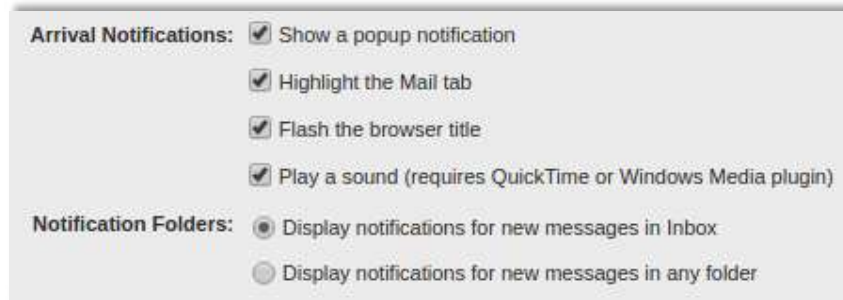 Arrival Notifications: Show a popup notification
Highlight the Mail tab
Flash the browser title
Play a sound (requires QuickTime or Windows Media plugin)
Notification Folders: Display notifications for new messages in Inbox
Display notifications for new messages in any folder